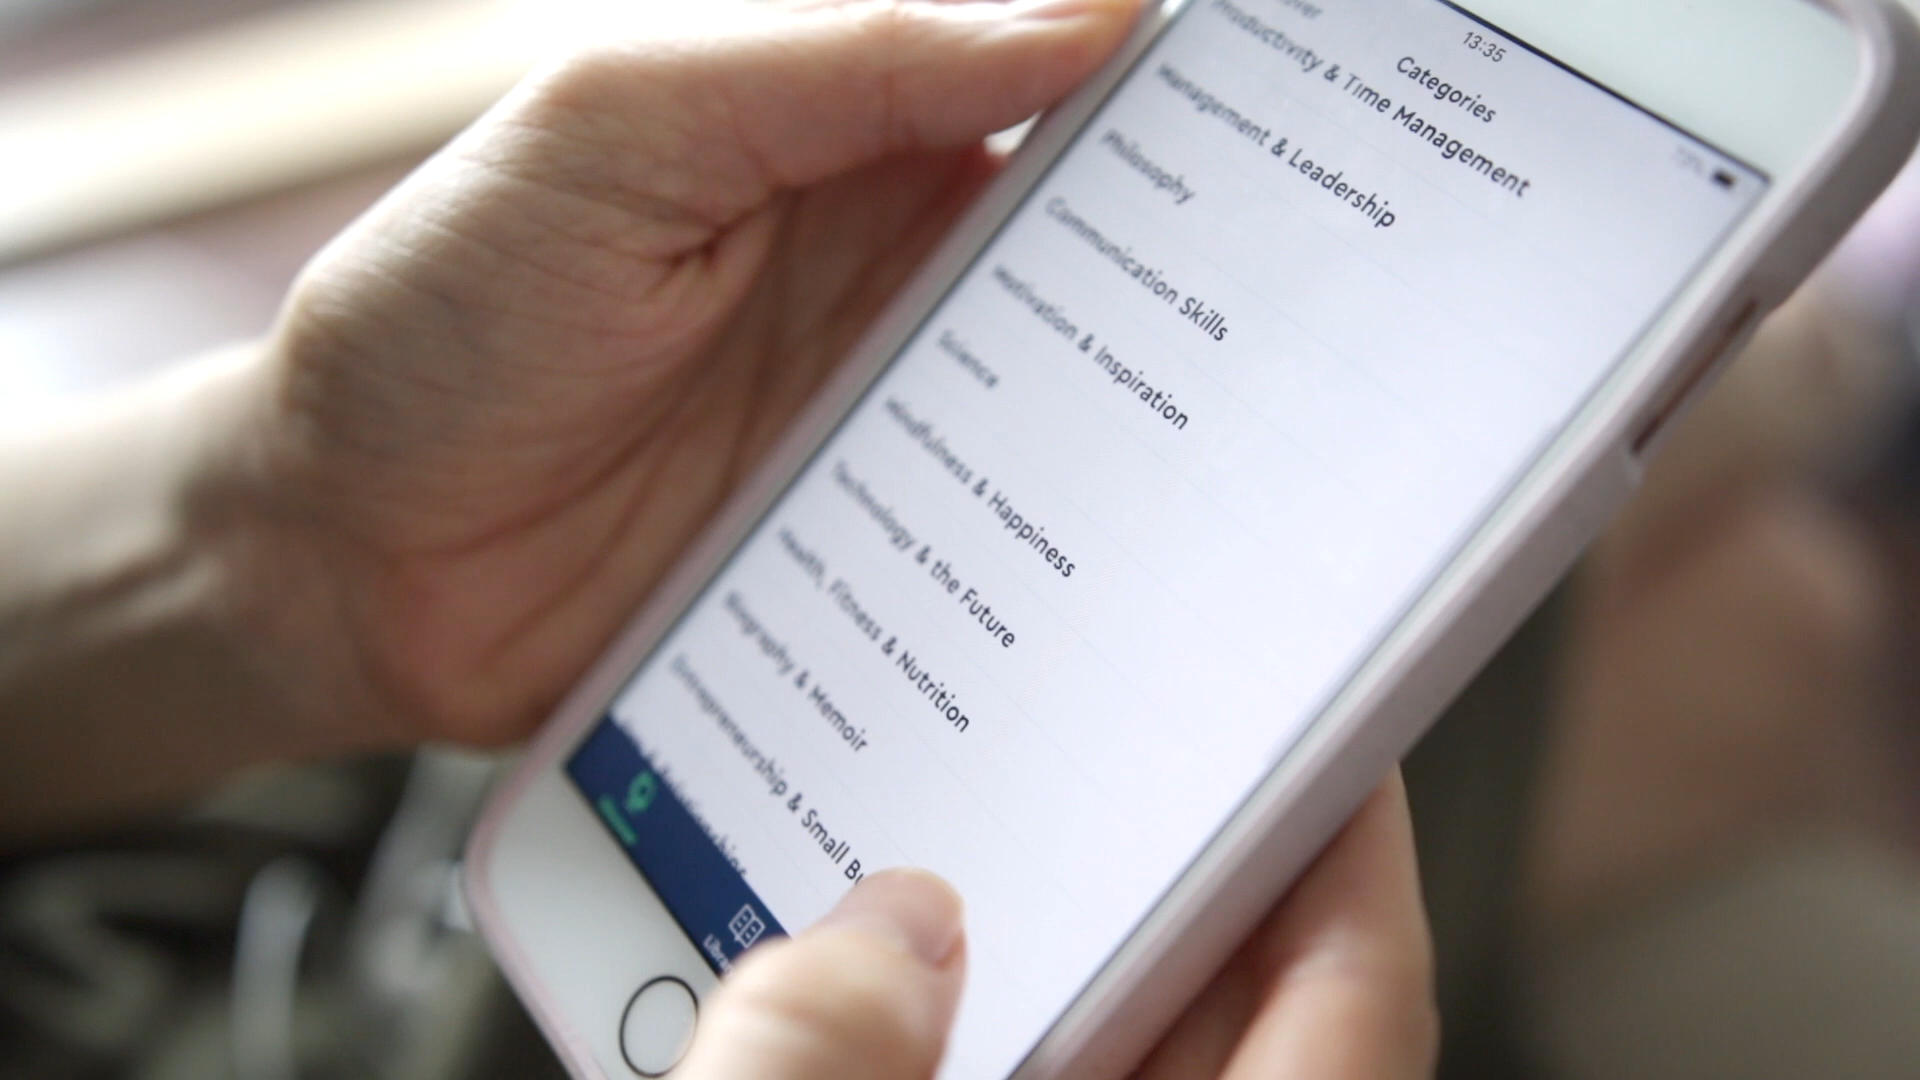 13:35
Categories
Productivity & Time Management
Management & Leadership
Philosophy
Communication Skills
Motivation & Inspiration
Science
Mindfulness & Happiness
Technology & the Future
Health, Fitness & Nutrition
Biography & Memoir
Entrepreneurship & Small Bu